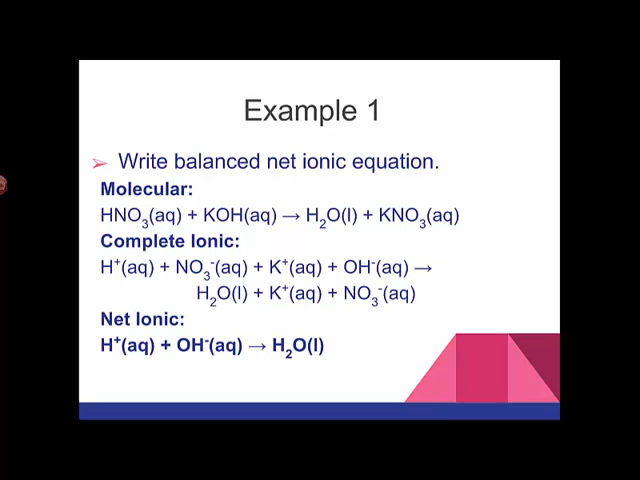 Example 1
Write balanced net ionic equation.
Molecular:
HNO₃(aq) + KOH(aq) → H₂O(l) + KNO₃(aq)
Complete Ionic:
H⁺(aq) + NO₃⁻(aq) + K⁺(aq) + OH⁻(aq) →
H₂O(l) + K⁺(aq) + NO₃⁻(aq)
Net Ionic:
H⁺(aq) + OH⁻(aq) → H₂O(l)